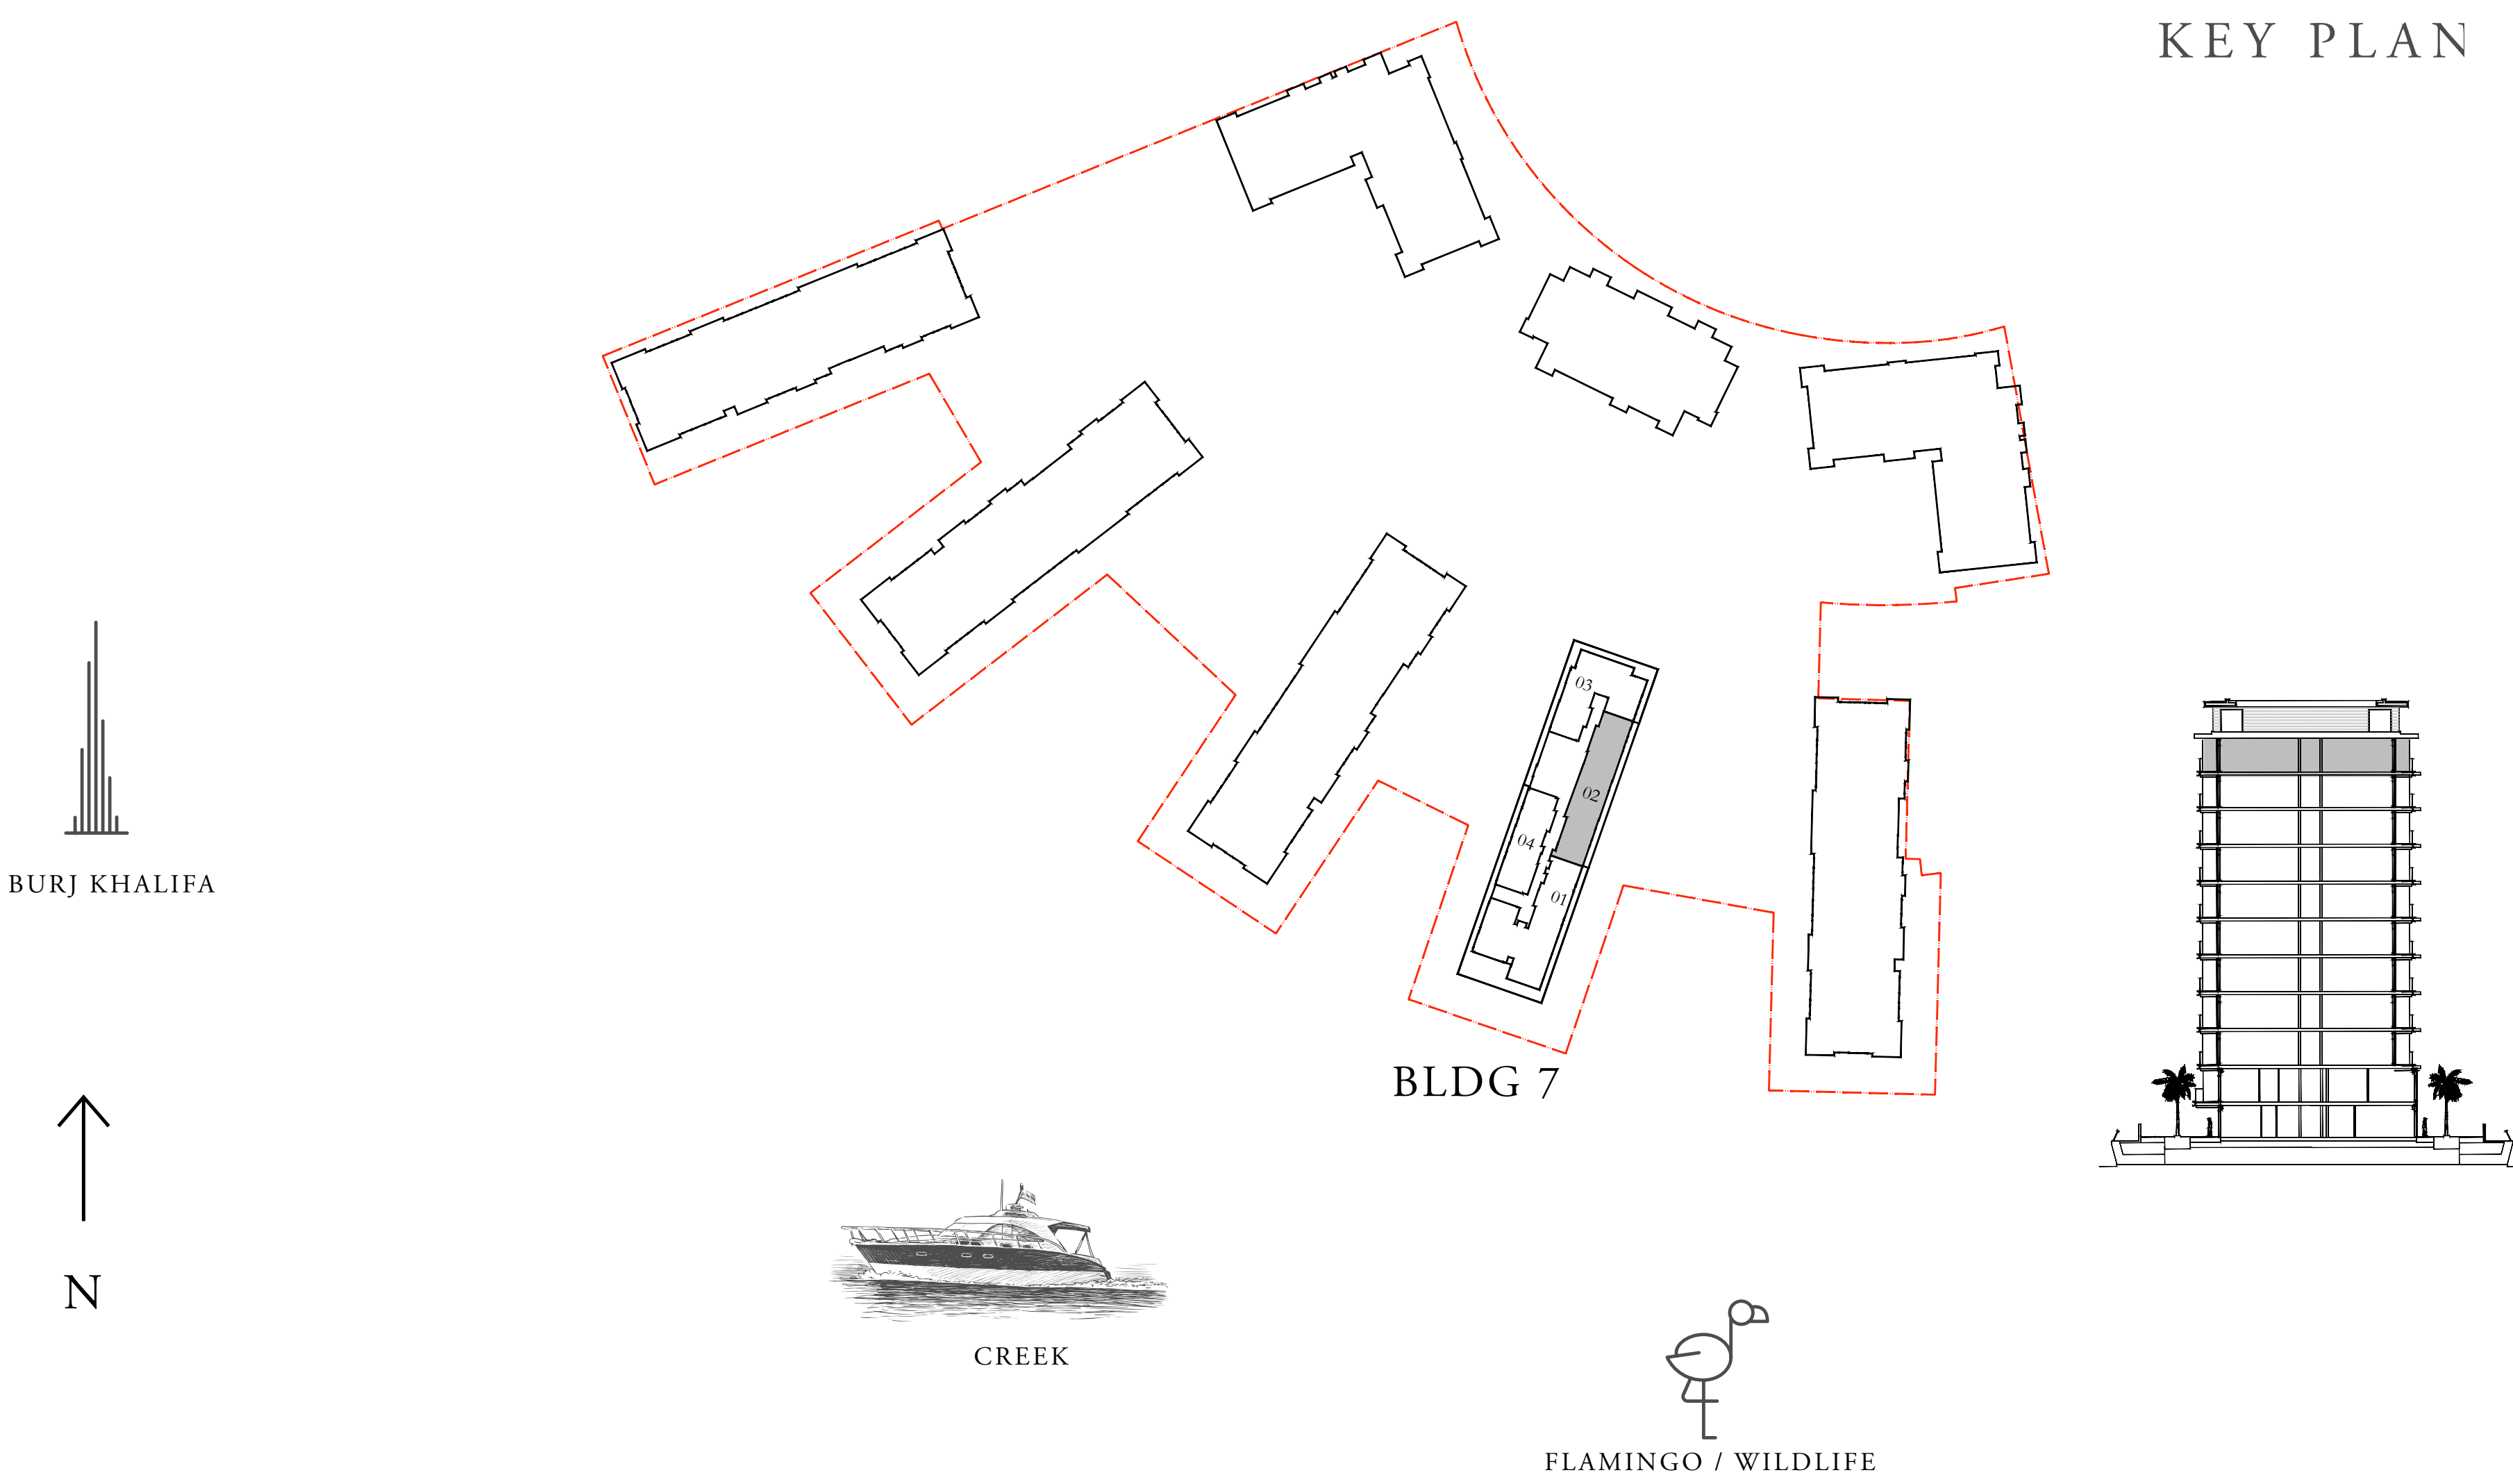 KEY PLAN
03
02
04
01
BURJ KHALIFA
BLDG 7
N
CREEK
FLAMINGO / WILDLIFE